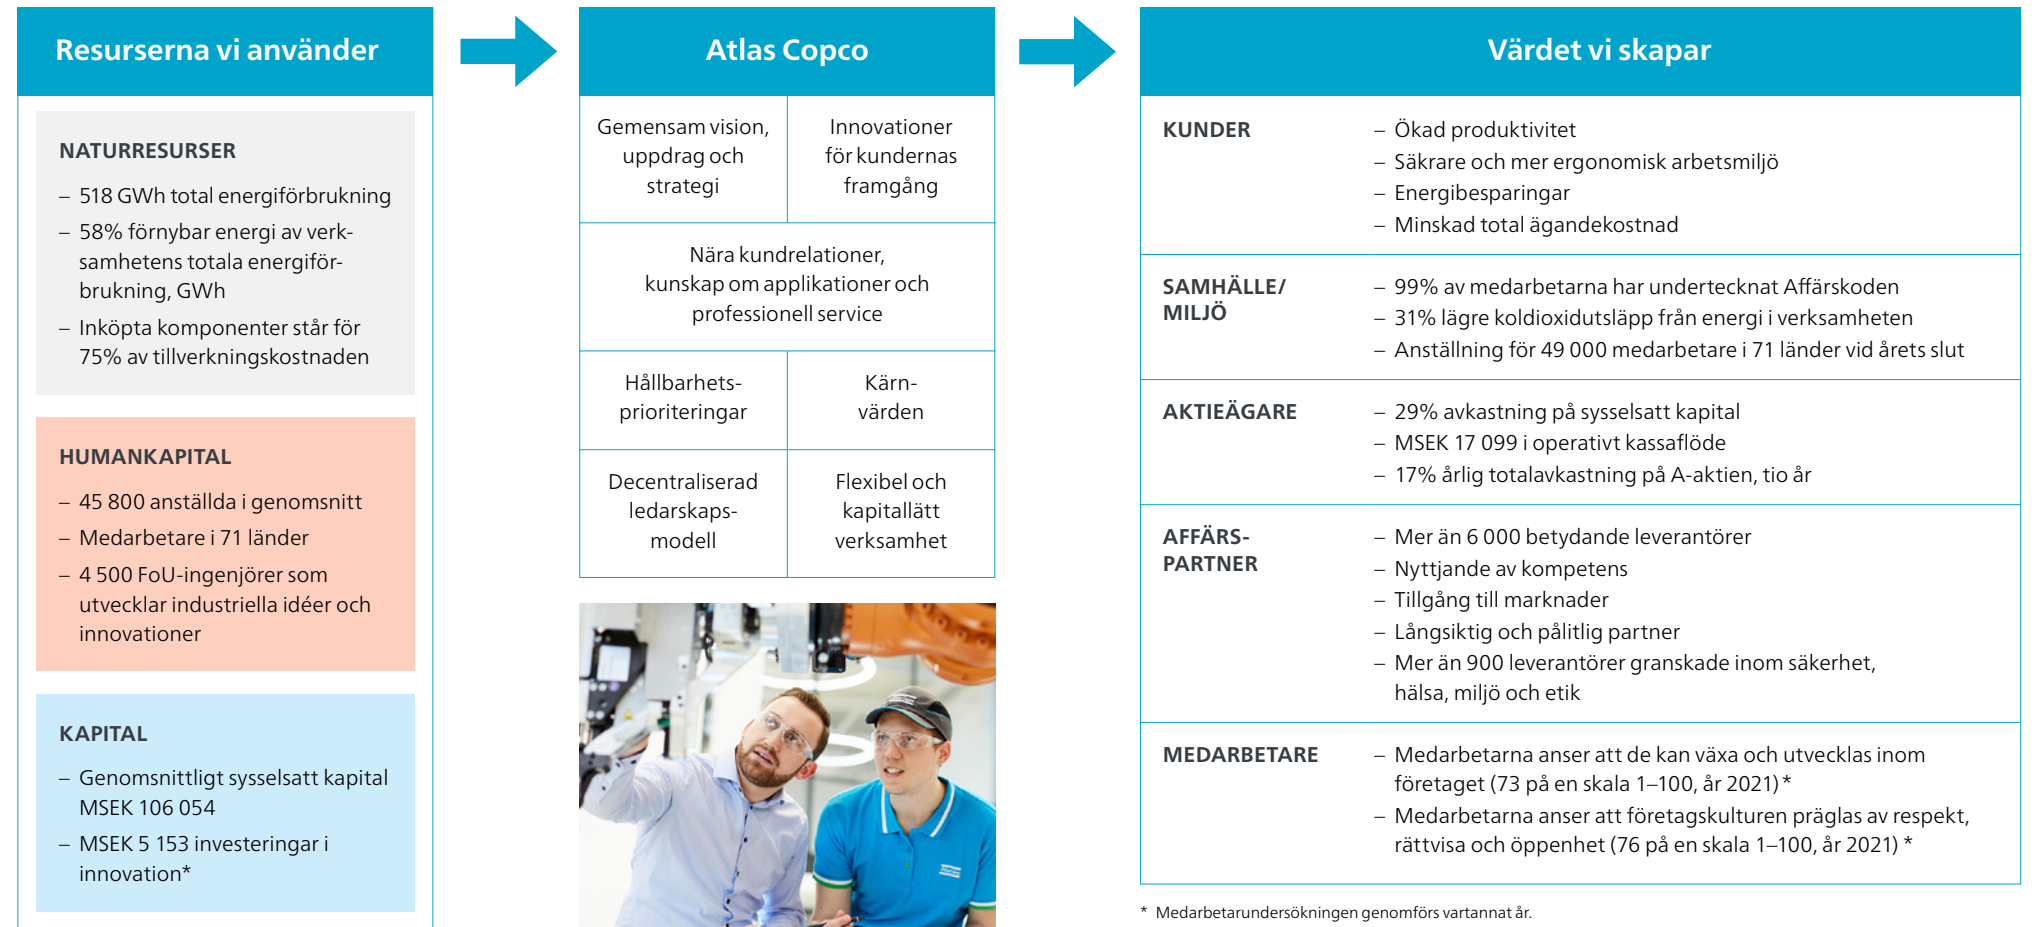 Resurserna vi använder
NATURRESURSER
– 518 GWh total energiförbrukning
– 58% förnybar energi av verk-
samhetens totala energiför-
brukning, GWh
– Inköpta komponenter står för
75% av tillverkningskostnaden
HUMANKAPITAL
– 45 800 anställda i genomsnitt
– Medarbetare i 71 länder
– 4 500 FoU-ingenjörer som
utvecklar industriella idéer och
innovationer
KAPITAL
– Genomsnittligt sysselsatt kapital
MSEK 106 054
– MSEK 5 153 investeringar i
innovation*
Atlas Copco
Gemensam vision,
uppdrag och
strategi
Innovationer
för kundernas
framgång
Nära kundrelationer,
kunskap om applikationer och
professionell service
Hållbarhets-
prioriteringar
Kärn-
värden
Decentraliserad
ledarskaps-
modell
Flexibel och
kapitallätt
verksamhet
Värdet vi skapar
KUNDER
– Ökad produktivitet
– Säkrare och mer ergonomisk arbetsmiljö
– Energibesparingar
– Minskad total ägandekostnad
SAMHÄLLE/
MILJÖ
– 99% av medarbetarna har undertecknat Affärskoden
– 31% lägre koldioxidutsläpp från energi i verksamheten
– Anställning för 49 000 medarbetare i 71 länder vid årets slut
AKTIEÄGARE
– 29% avkastning på sysselsatt kapital
– MSEK 17 099 i operativt kassaflöde
– 17% årlig totalavkastning på A-aktien, tio år
AFFÄRS-
PARTNER
– Mer än 6 000 betydande leverantörer
– Nyttjande av kompetens
– Tillgång till marknader
– Långsiktig och pålitlig partner
– Mer än 900 leverantörer granskade inom säkerhet,
hälsa, miljö och etik
MEDARBETARE
– Medarbetarna anser att de kan växa och utvecklas inom
företaget (73 på en skala 1–100, år 2021) *
– Medarbetarna anser att företagskulturen präglas av respekt,
rättvisa och öppenhet (76 på en skala 1–100, år 2021) *
* Medarbetarundersökningen genomförs vartannat år.